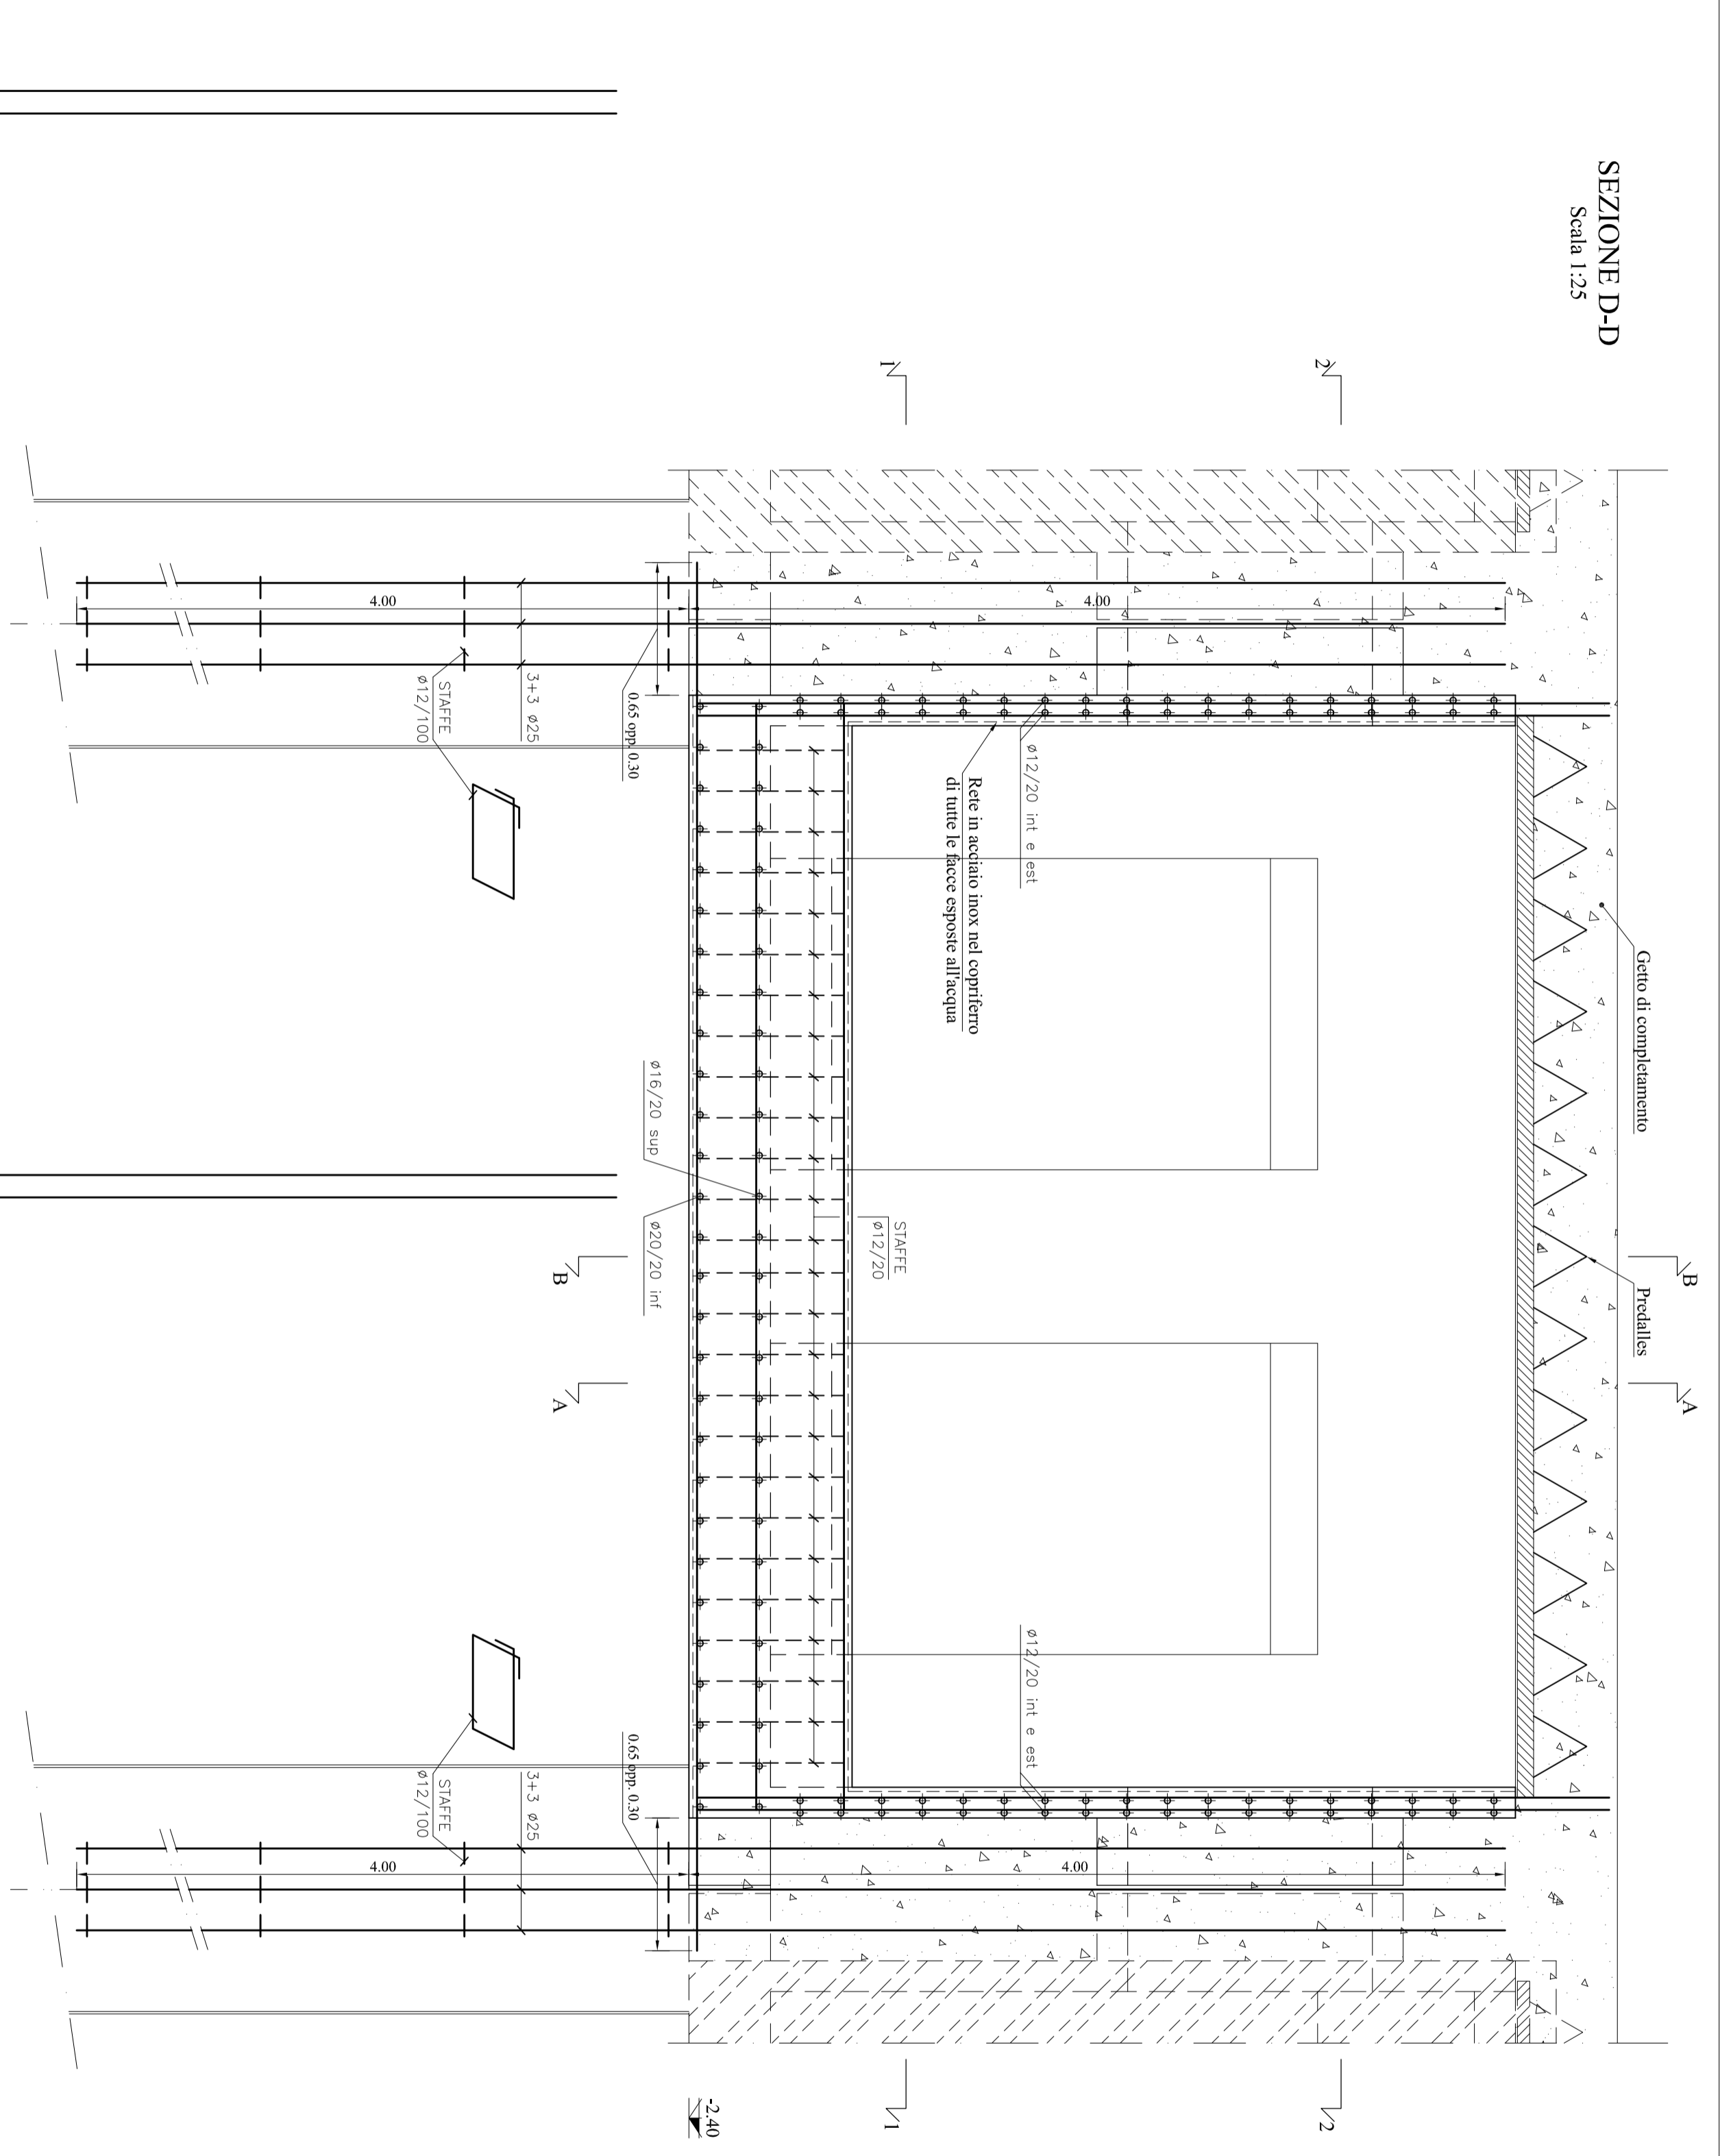 SEZIONE D-D
Scala 1:25
B
A
Getto di completamento
Predalles
2
2
Ø12/20 int e est
Ø12/20 int e est
Rete in acciaio inox nel copriferro
di tutte le facce esposte all'acqua
4.00
4.00
1
1
STAFFE
Ø12/20
-2.40
Ø16/20 sup
Ø20/20 inf
0.65 opp. 0.30
0.65 opp. 0.30
B
A
3+3 Ø25
3+3 Ø25
STAFFE
Ø12/100
STAFFE
Ø12/100
4.00
4.00